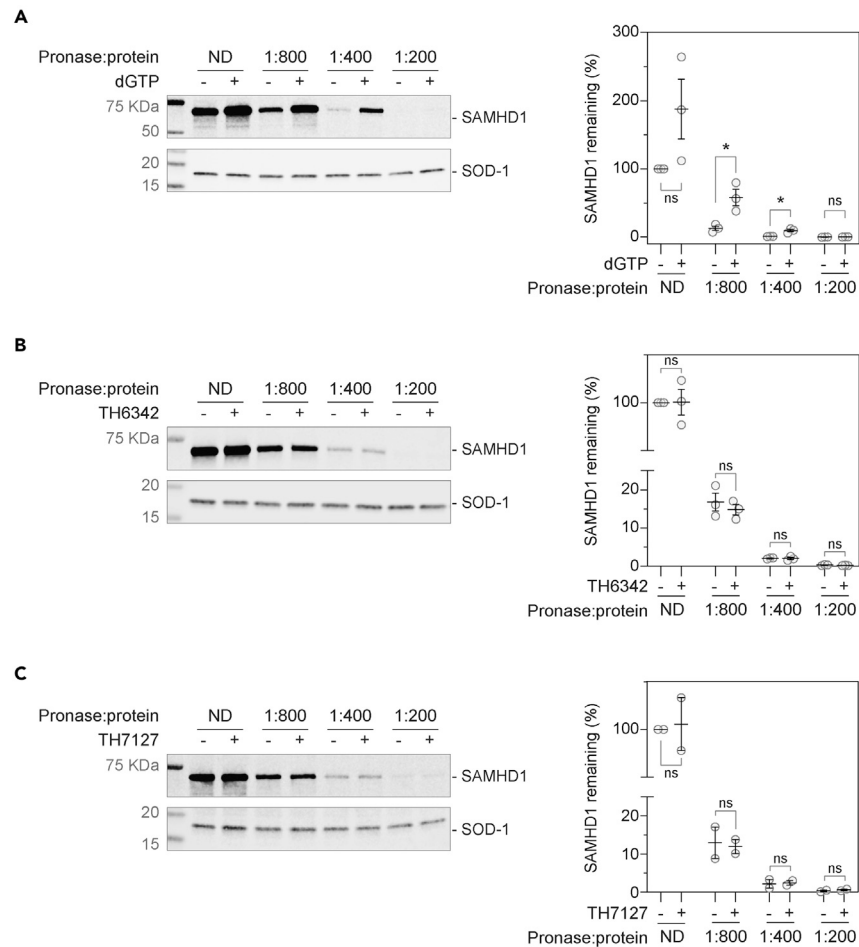 A
Pronase:protein ND 1:800 1:400 1:200
dGTP - + - + - + - +
75 KDa
50
- SAMHD1
20
15
- SOD-1
SAMHD1 remaining (%)
300
200
100
0
ns
*
*
ns
dGTP - + - + - + - +
Pronase:protein ND 1:800 1:400 1:200
B
Pronase:protein ND 1:800 1:400 1:200
TH6342 - + - + - + - +
75 KDa
- SAMHD1
20
15
- SOD-1
SAMHD1 remaining (%)
100
20
15
10
0
ns
ns
ns
ns
TH6342 - + - + - + - +
Pronase:protein ND 1:800 1:400 1:200
C
Pronase:protein ND 1:800 1:400 1:200
TH7127 - + - + - + - +
75 KDa
- SAMHD1
20
15
- SOD-1
SAMHD1 remaining (%)
100
20
10
0
ns
ns
ns
ns
TH7127 - + - + - + - +
Pronase:protein ND 1:800 1:400 1:200